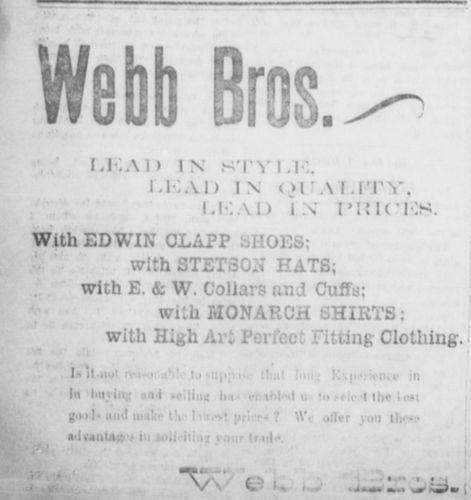 Webb Bros.
LEAD IN STYLE,
LEAD IN QUALITY,
LEAD IN PRICES.
With EDWIN CLAPP SHOES;
with STETSON HATS;
with E. & W. Collars and Cuffs;
with MONARCH SHIRTS;
with High Art Perfect Fitting Clothing.
Is it not reasonable to suppose that long Experience in
in buying and selling has enabled us to select the best
goods and make the lowest prices? We offer you these
advantages in soliciting your trade.
Webb Bros.